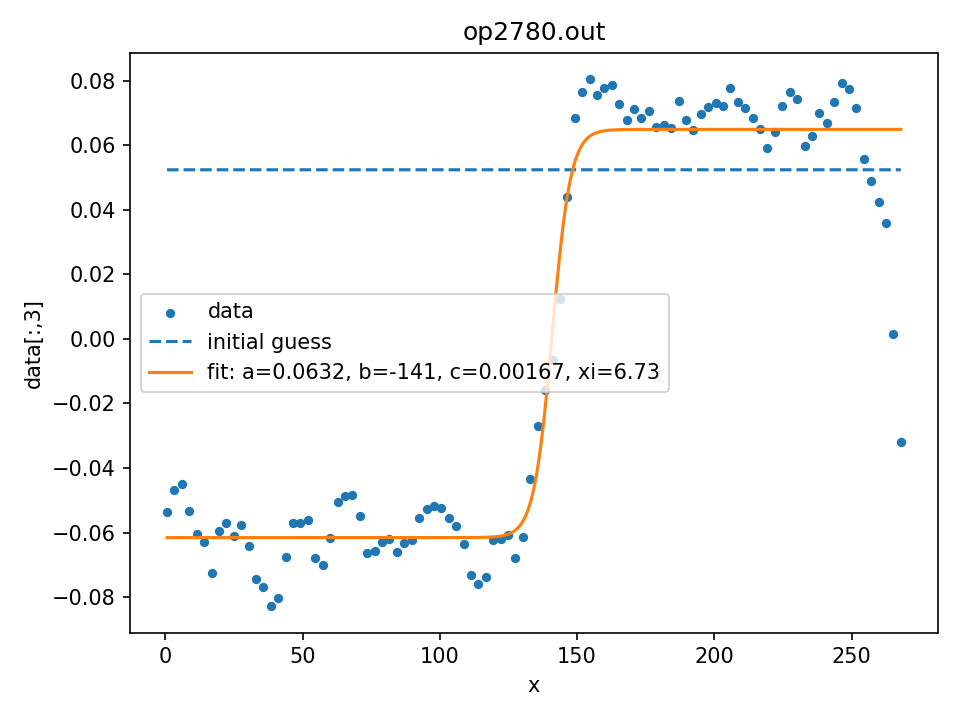 op2780.out
0.08
0.06
0.04
0.02
0.00
−0.02
−0.04
−0.06
−0.08
data[:,3]
data
initial guess
fit: a=0.0632, b=-141, c=0.00167, xi=6.73
0 50 100 150 200 250
x